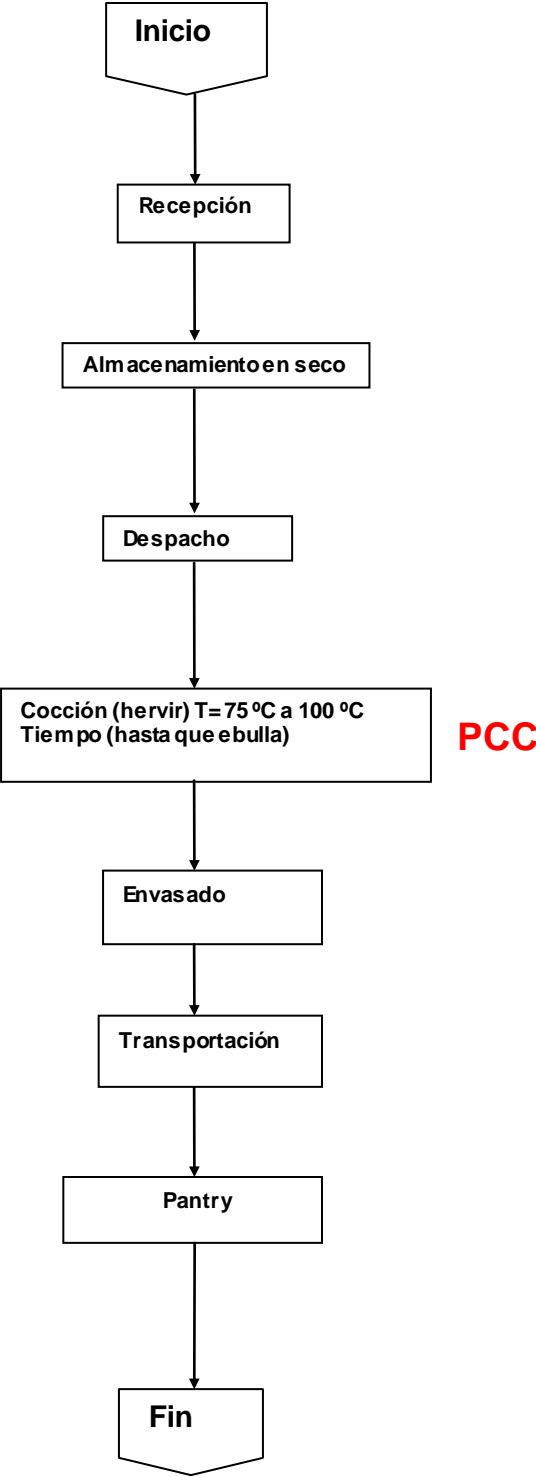 Inicio
Recepción
Almacenamiento en seco
Despacho
Cocción (hervir) T= 75 ºC a 100 ºC
Tiempo (hasta que ebulla)
PCC
Envasado
Transportación
Pantry
Fin